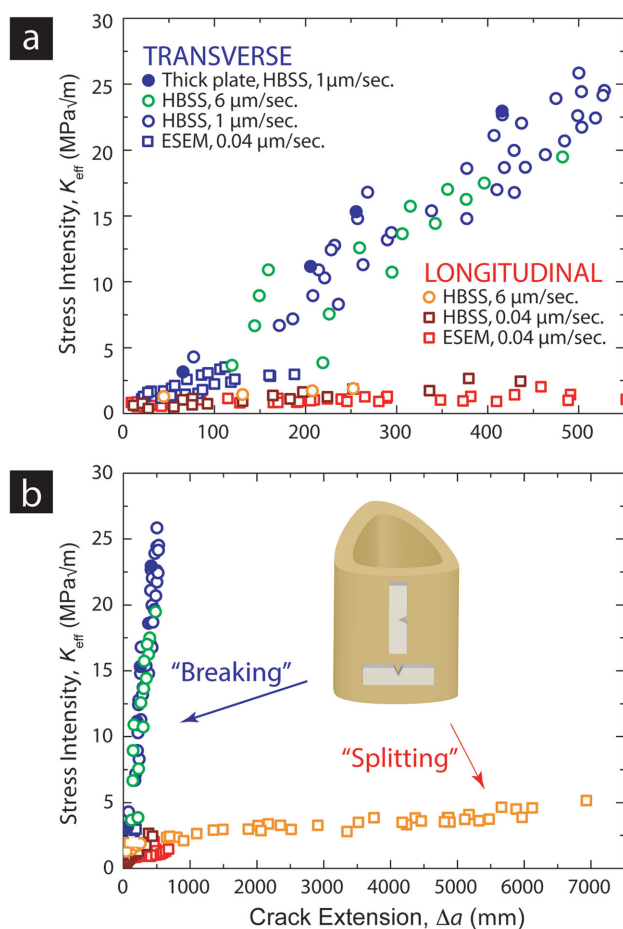 a
30
25
20
15
10
5
0
Stress Intensity, Keff (MPa√m)
TRANSVERSE
Thick plate, HBSS, 1μm/sec.
HBSS, 6 μm/sec.
HBSS, 1 μm/sec.
ESEM, 0.04 μm/sec.
LONGITUDINAL
HBSS, 6 μm/sec.
HBSS, 0.04 μm/sec.
ESEM, 0.04 μm/sec.
0 100 200 300 400 500
b
30
25
20
15
10
5
0
Stress Intensity, Keff (MPa√m)
"Breaking"
"Splitting"
0 1000 2000 3000 4000 5000 6000 7000
Crack Extension, Δa (mm)